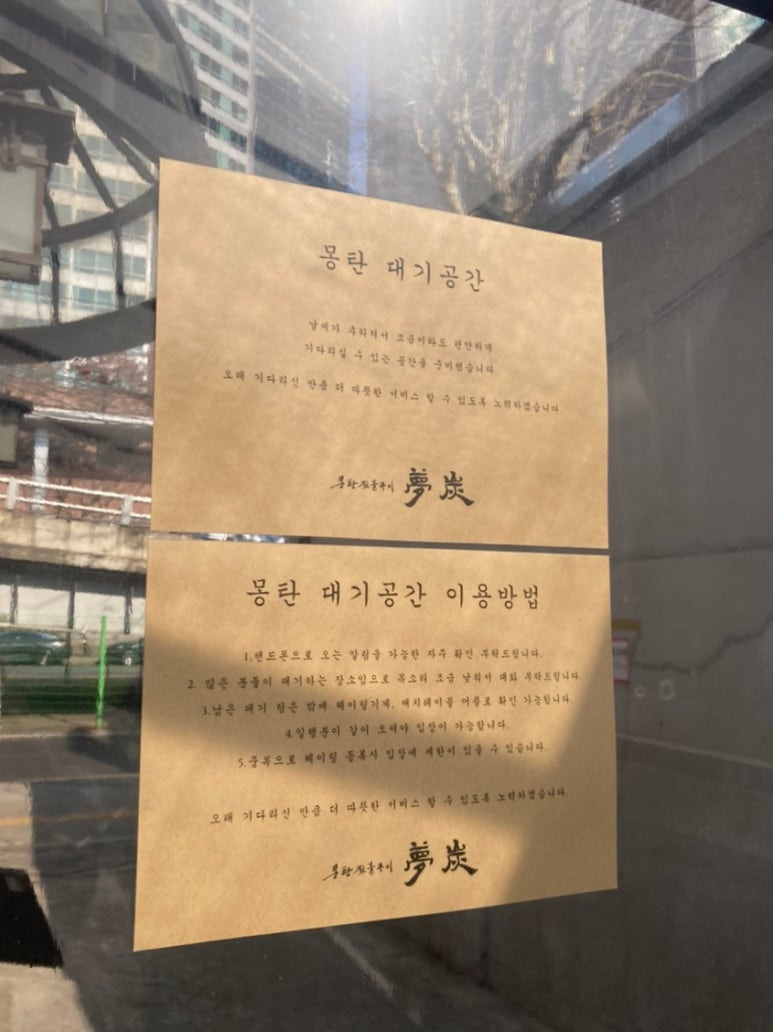 몽탄 대기공간
날씨가 추워져서 조금이라도 편안하게
기다리실 수 있는 공간을 준비했습니다.
오래 기다리신 만큼 더 따뜻한 서비스 할 수 있도록 노력하겠습니다.
몽탄짚불구이 夢炭
몽탄 대기공간 이용방법
1.핸드폰으로 오는 알림을 가능한 자주 확인 부탁드립니다.
2. 많은 분들이 대기하는 장소임으로 목소리 조금 낮춰서 대화 부탁드립니다.
3.남은 대기 팀은 밖에 웨이팅기계, 캐치테이블 어플로 확인 가능합니다.
4.일행분이 같이 오셔야 입장이 가능합니다.
5.중복으로 웨이팅 등록시 입장에 제한이 있을 수 있습니다.
오래 기다리신 만큼 더 따뜻한 서비스 할 수 있도록 노력하겠습니다.
몽탄짚불구이 夢炭